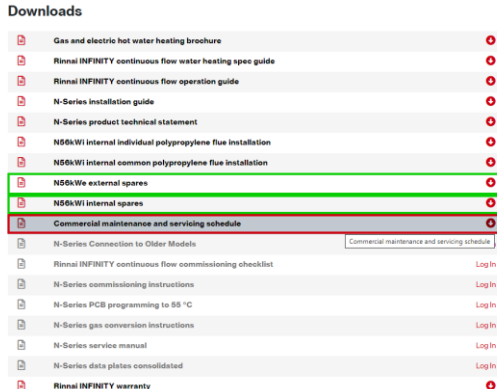 Downloads
Gas and electric hot water heating brochure
Rinnai INFINITY continuous flow water heating spec guide
Rinnai INFINITY continuous flow operation guide
N-Series installation guide
N-Series product technical statement
N56kWi internal individual polypropylene flue installation
N56kWi internal common polypropylene flue installation
N56kWe external spares
N56kWi internal spares
Commercial maintenance and servicing schedule
N-Series Connection to Older Models
Commercial maintenance and servicing schedule
Rinnai INFINITY continuous flow commissioning checklist Log In
N-Series commissioning instructions Log In
N-Series PCB programming to 55 °C Log In
N-Series gas conversion instructions Log In
N-Series service manual Log In
N-Series data plates consolidated Log In
Rinnai INFINITY warranty